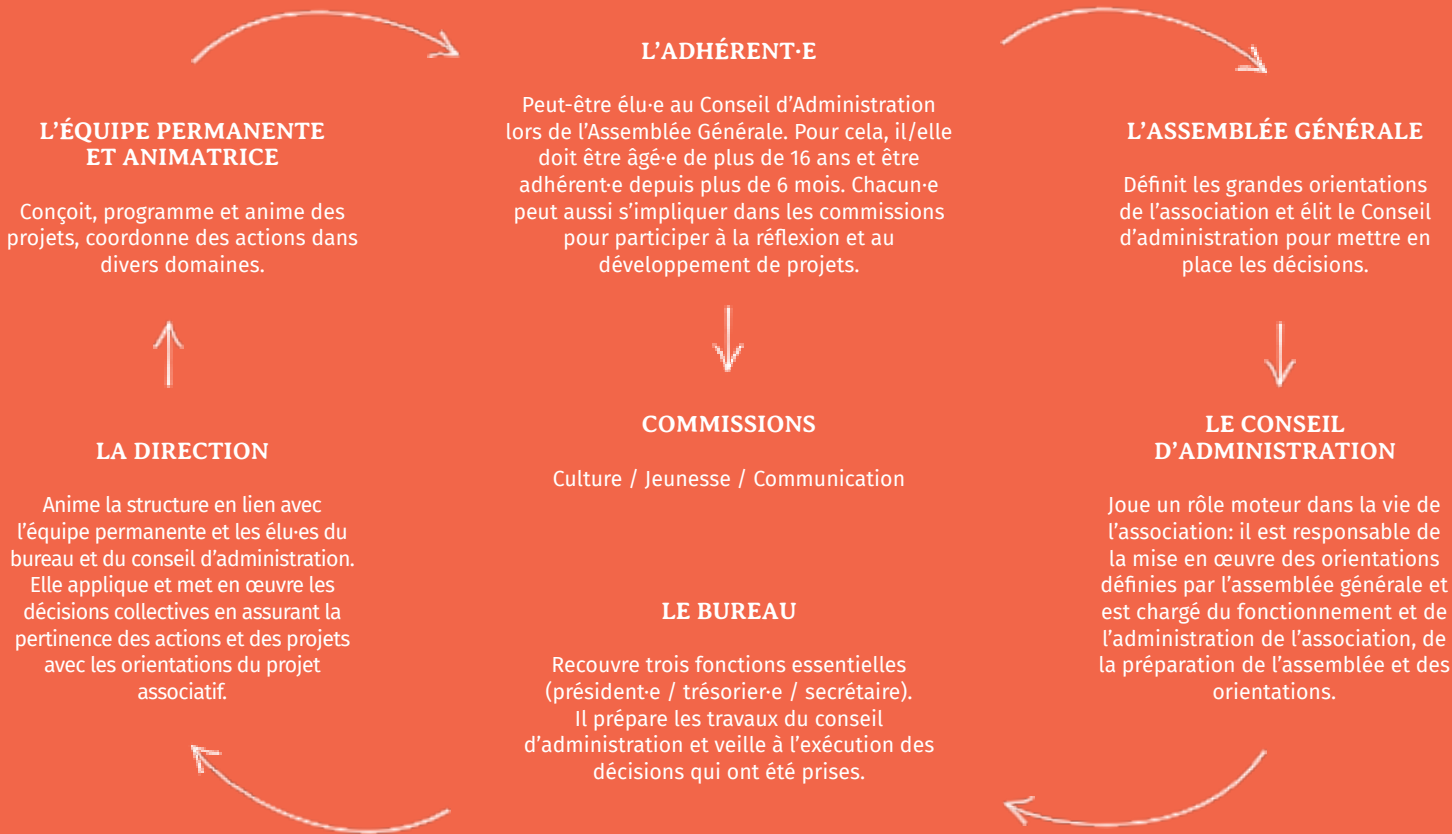 L'ÉQUIPE PERMANENTE
ET ANIMATRICE
Conçoit, programme et anime des
projets, coordonne des actions dans
divers domaines.
L'ADHÉRENT·E
Peut-être élu·e au Conseil d'Administration
lors de l'Assemblée Générale. Pour cela, il/elle
doit être âgé·e de plus de 16 ans et être
adhérent·e depuis plus de 6 mois. Chacun·e
peut aussi s'impliquer dans les commissions
pour participer à la réflexion et au
développement de projets.
L'ASSEMBLÉE GÉNÉRALE
Définit les grandes orientations
de l'association et élit le Conseil
d'administration pour mettre en
place les décisions.
LA DIRECTION
Anime la structure en lien avec
l'équipe permanente et les élu·es du
bureau et du conseil d'administration.
Elle applique et met en œuvre les
décisions collectives en assurant la
pertinence des actions et des projets
avec les orientations du projet
associatif.
COMMISSIONS
Culture / Jeunesse / Communication
LE BUREAU
Recouvre trois fonctions essentielles
(président·e / trésorier·e / secrétaire).
Il prépare les travaux du conseil
d'administration et veille à l'exécution des
décisions qui ont été prises.
LE CONSEIL
D'ADMINISTRATION
Joue un rôle moteur dans la vie de
l'association: il est responsable de
la mise en œuvre des orientations
définies par l'assemblée générale et
est chargé du fonctionnement et de
l'administration de l'association, de
la préparation de l'assemblée et des
orientations.